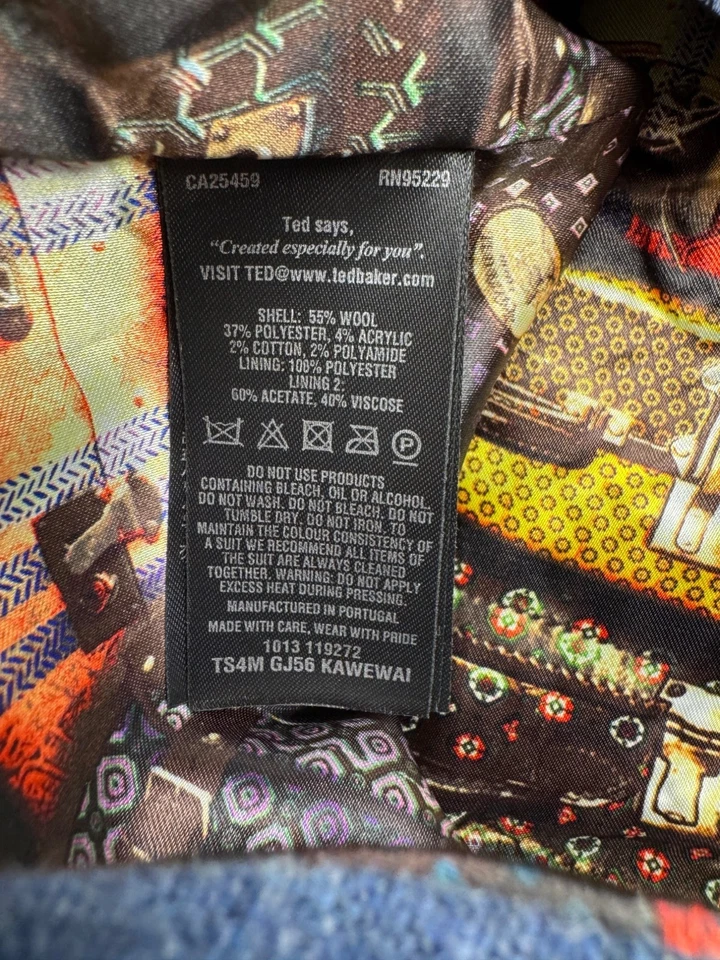 CA25459 RN95229
Ted says,
“Created especially for you”.
VISIT TED@www.tedbaker.com
SHELL: 55% WOOL
37% POLYESTER, 4% ACRYLIC
2% COTTON, 2% POLYAMIDE
LINING: 100% POLYESTER
LINING 2:
60% ACETATE, 40% VISCOSE
P
DO NOT USE PRODUCTS
CONTAINING BLEACH, OIL OR ALCOHOL.
DO NOT WASH. DO NOT BLEACH. DO NOT
TUMBLE DRY. DO NOT IRON. TO
MAINTAIN THE COLOUR CONSISTENCY OF
A SUIT WE RECOMMEND ALL ITEMS OF
THE SUIT ARE ALWAYS CLEANED
TOGETHER, WARNING: DO NOT APPLY
EXCESS HEAT DURING PRESSING.
MANUFACTURED IN PORTUGAL
MADE WITH CARE, WEAR WITH PRIDE
1013 119272
TS4M GJ56 KAWEWAI